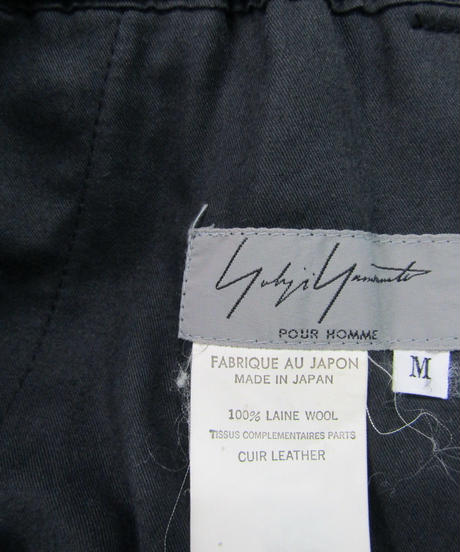 Yohji Yamamoto
POUR HOMME
FABRIQUE AU JAPON
MADE IN JAPAN
M
100% LAINE WOOL
TISSUS COMPLEMENTAIRES PARTS
CUIR LEATHER